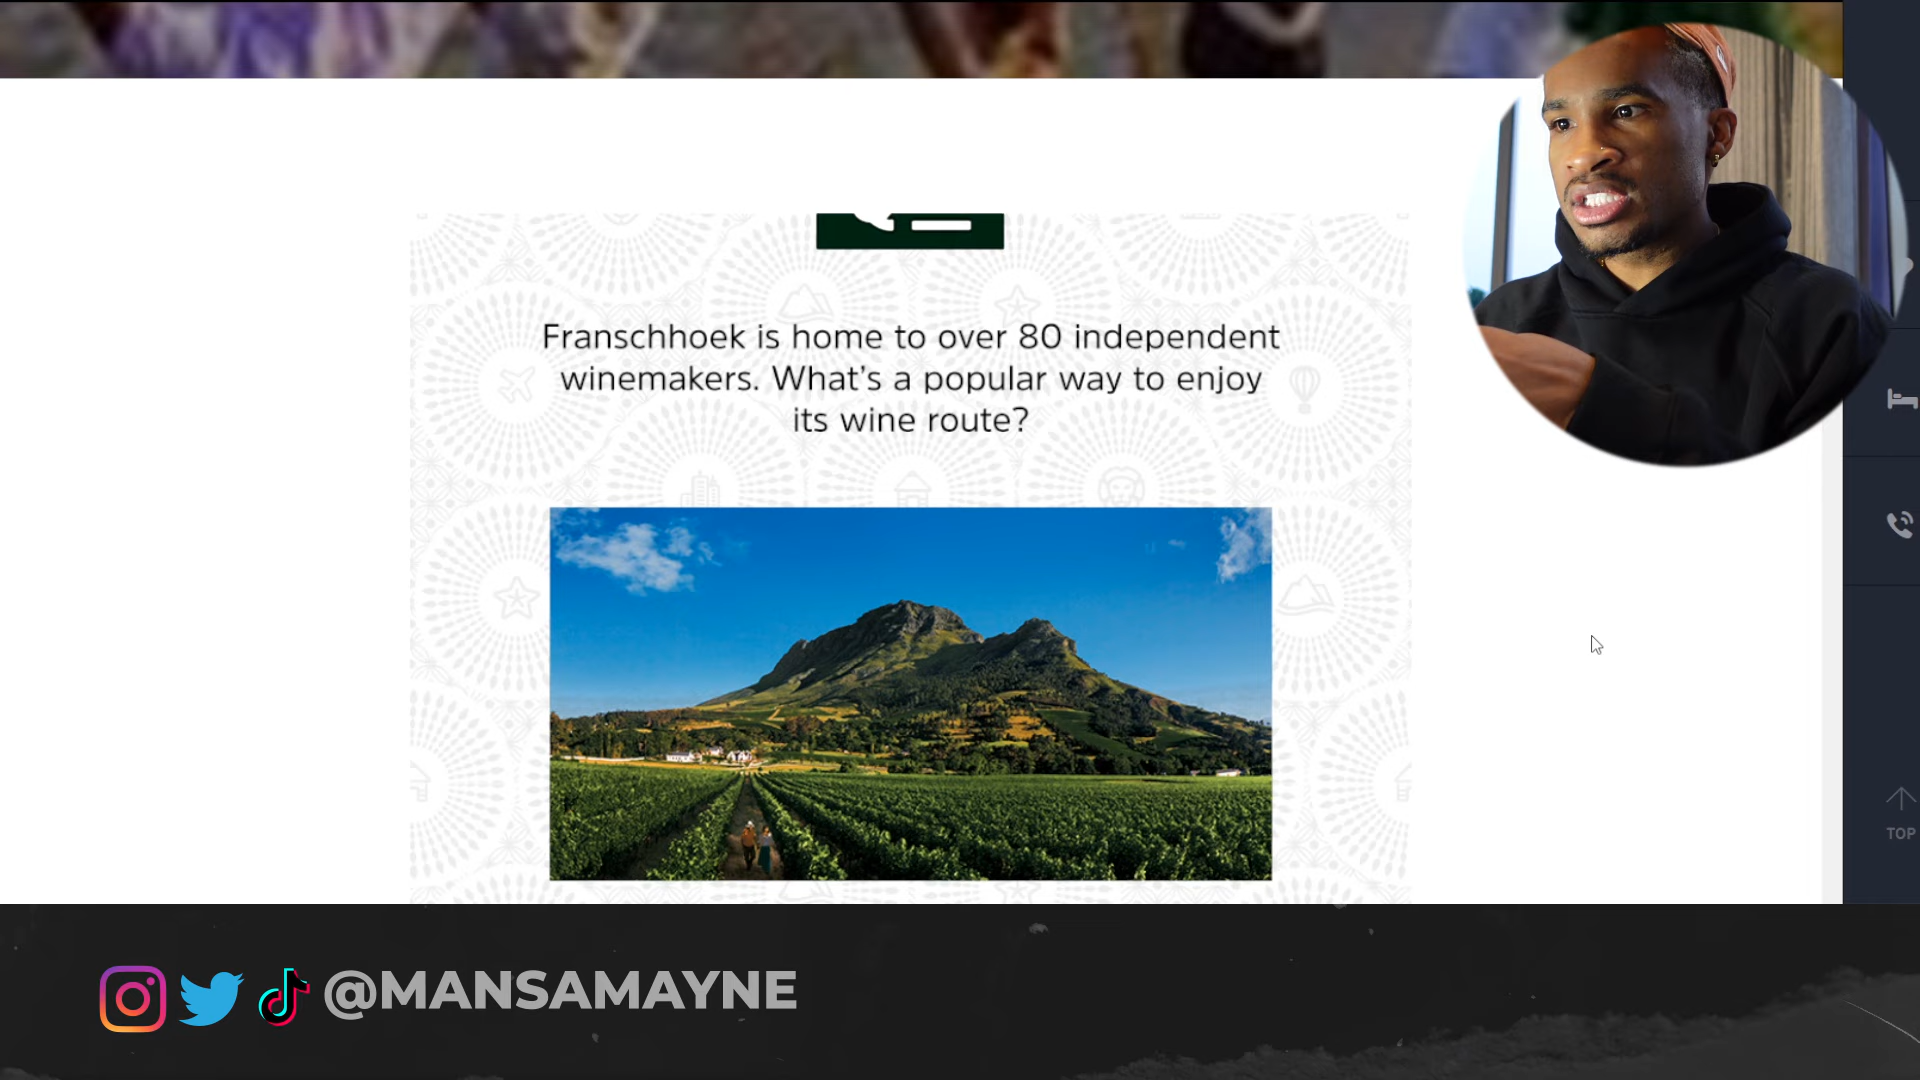 Franschhoek is home to over 80 independent
winemakers. What's a popular way to enjoy
its wine route?
TOP
@MANSAMAYNE